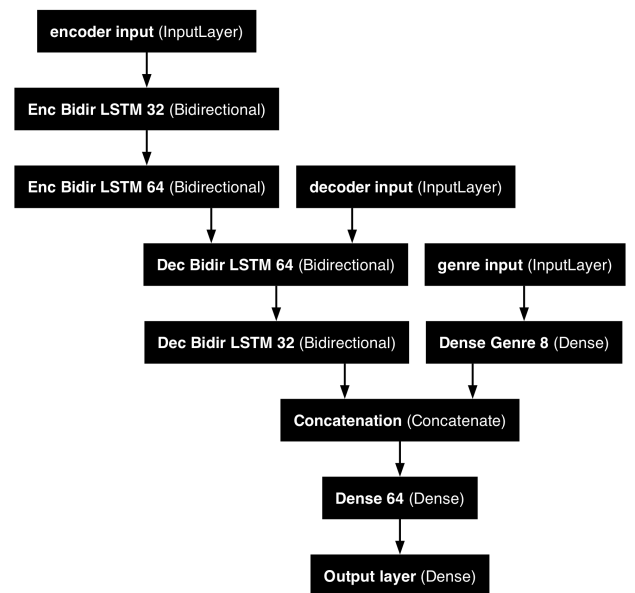 encoder input (InputLayer)
Enc Bidir LSTM 32 (Bidirectional)
Enc Bidir LSTM 64 (Bidirectional)
decoder input (InputLayer)
Dec Bidir LSTM 64 (Bidirectional)
genre input (InputLayer)
Dec Bidir LSTM 32 (Bidirectional)
Dense Genre 8 (Dense)
Concatenation (Concatenate)
Dense 64 (Dense)
Output layer (Dense)